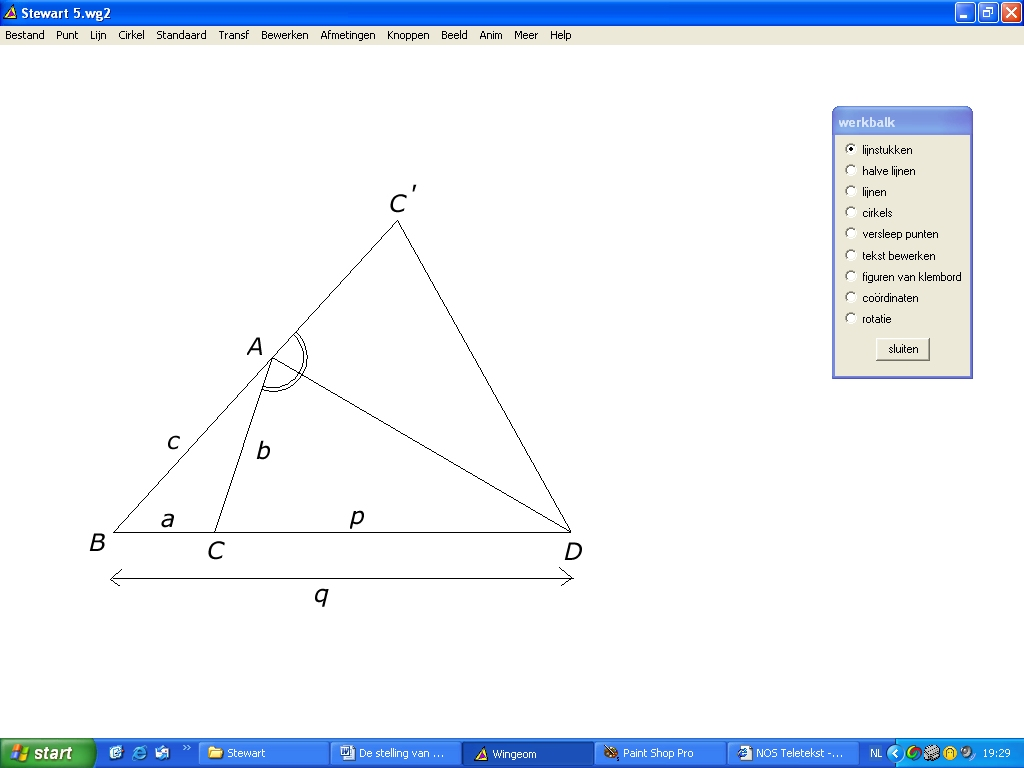 Stewart 5.wg2
Bestand Punt Lijn Cirkel Standaard Transf Bewerken Afmetingen Knoppen Beeld Anim Meer Help
werkbalk
lijnstukken
halve lijnen
lijnen
cirkels
versleep punten
tekst bewerken
figuren van klembord
coördinaten
rotatie
sluiten
C'
A
c
b
a
p
B
C
D
q
start
»
Stewart
De stelling van ...
Wingeom
Paint Shop Pro
NOS Teletekst -...
NL
19:29